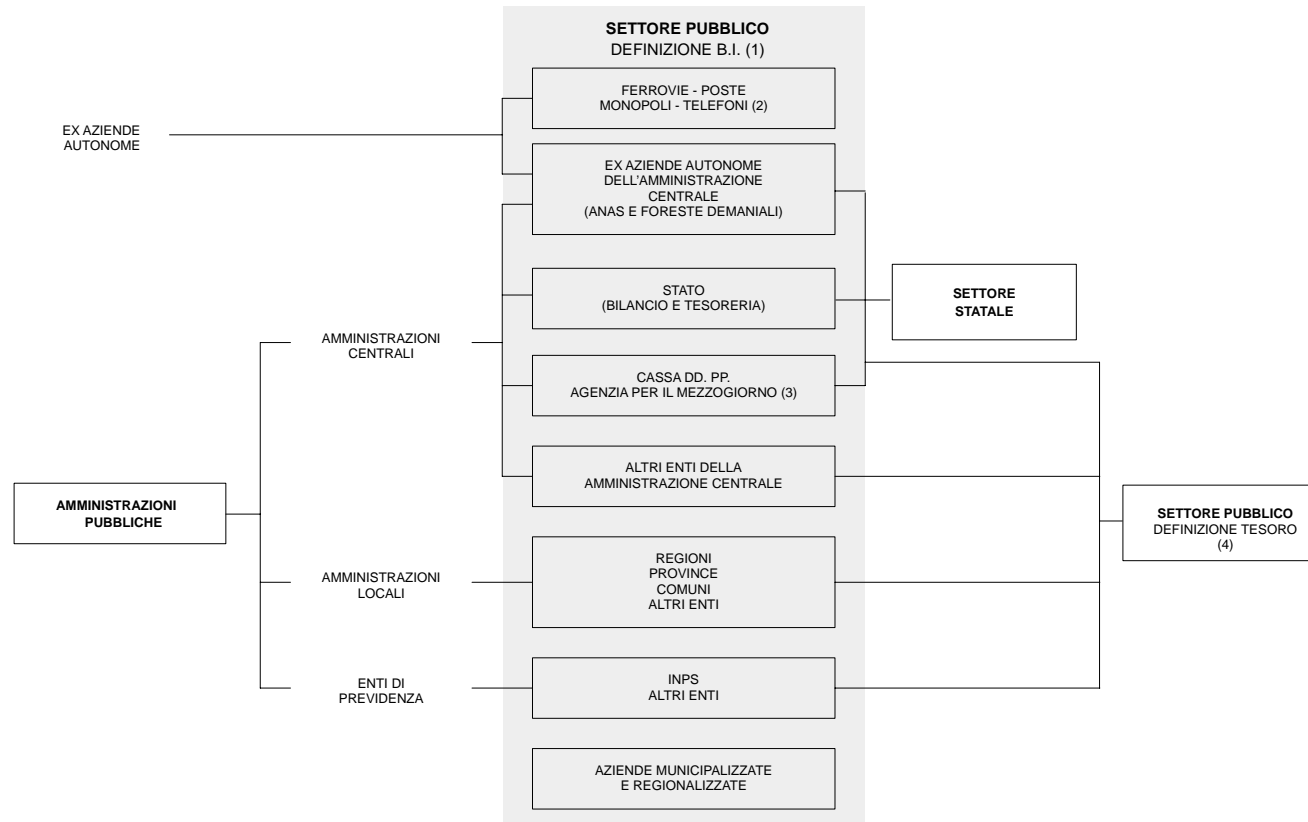 SETTORE PUBBLICO
DEFINIZIONE B.I. (1)
FERROVIE - POSTE
MONOPOLI - TELEFONI (2)
EX AZIENDE
AUTONOME
EX AZIENDE AUTONOME
DELL'AMMINISTRAZIONE
CENTRALE
(ANAS E FORESTE DEMANIALI)
STATO
(BILANCIO E TESORERIA)
SETTORE
STATALE
AMMINISTRAZIONI
CENTRALI
CASSA DD. PP.
AGENZIA PER IL MEZZOGIORNO (3)
ALTRI ENTI DELLA
AMMINISTRAZIONE CENTRALE
AMMINISTRAZIONI
PUBBLICHE
SETTORE PUBBLICO
DEFINIZIONE TESORO
(4)
AMMINISTRAZIONI
LOCALI
REGIONI
PROVINCE
COMUNI
ALTRI ENTI
ENTI DI
PREVIDENZA
INPS
ALTRI ENTI
AZIENDE MUNICIPALIZZATE
E REGIONALIZZATE